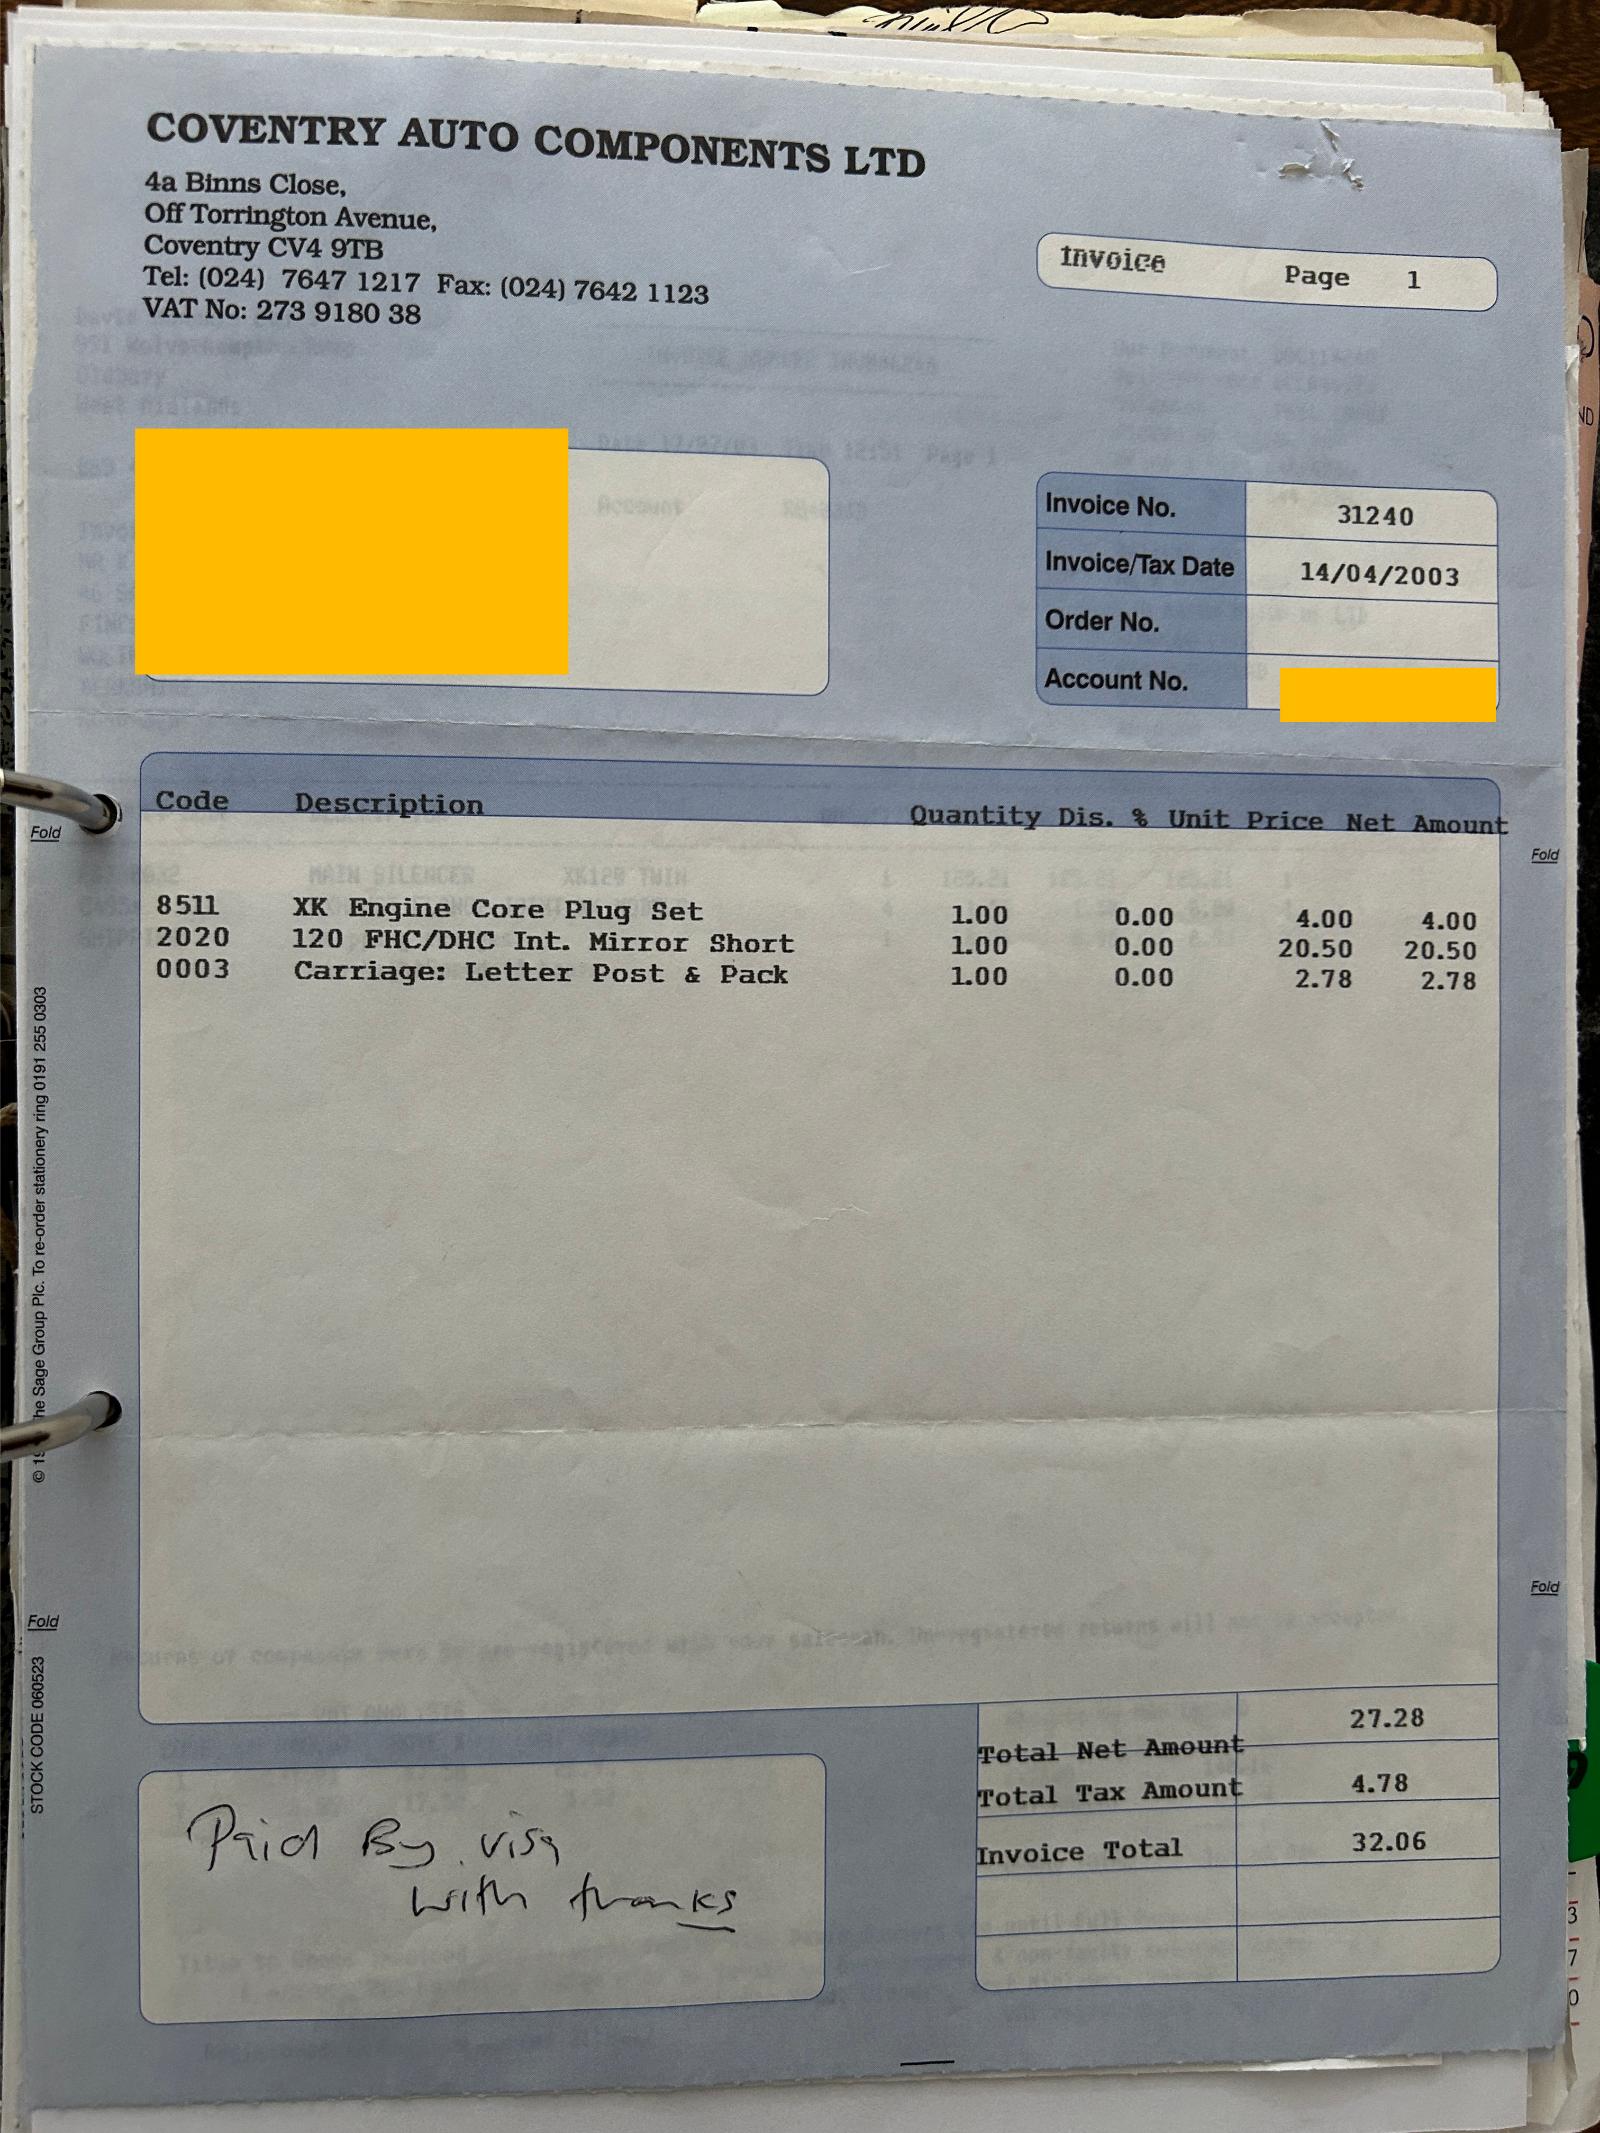 COVENTRY AUTO COMPONENTS LTD
4a Binns Close,
Off Torrington Avenue,
Coventry CV4 9TB
Tel: (024) 7647 1217 Fax: (024) 7642 1123
VAT No: 273 9180 38
Invoice Page 1
Invoice No. 31240
Invoice/Tax Date 14/04/2003
Order No.
Account No.
Code Description Quantity Dis. % Unit Price Net Amount
Fold
Fold
8511 XK Engine Core Plug Set 1.00 0.00 4.00 4.00
2020 120 FHC/DHC Int. Mirror Short 1.00 0.00 20.50 20.50
0003 Carriage: Letter Post & Pack 1.00 0.00 2.78 2.78
The Sage Group Plc. To re-order stationery ring 0191 255 0303
Fold
Fold
STOCK CODE 060523
Total Net Amount 27.28
Total Tax Amount 4.78
Invoice Total 32.06
Paid By visa
with thanks